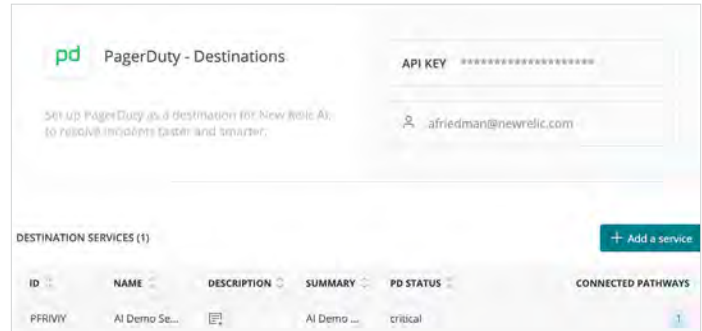 pd PagerDuty - Destinations
API KEY ********************
Set up PagerDuty as a destination for New Relic AI,
to resolve incidents faster and smarter.
afriedman@newrelic.com
DESTINATION SERVICES (1)
+ Add a service
ID NAME DESCRIPTION SUMMARY PD STATUS CONNECTED PATHWAYS
PFRIVIY AI Demo Se... AI Demo ... critical 1